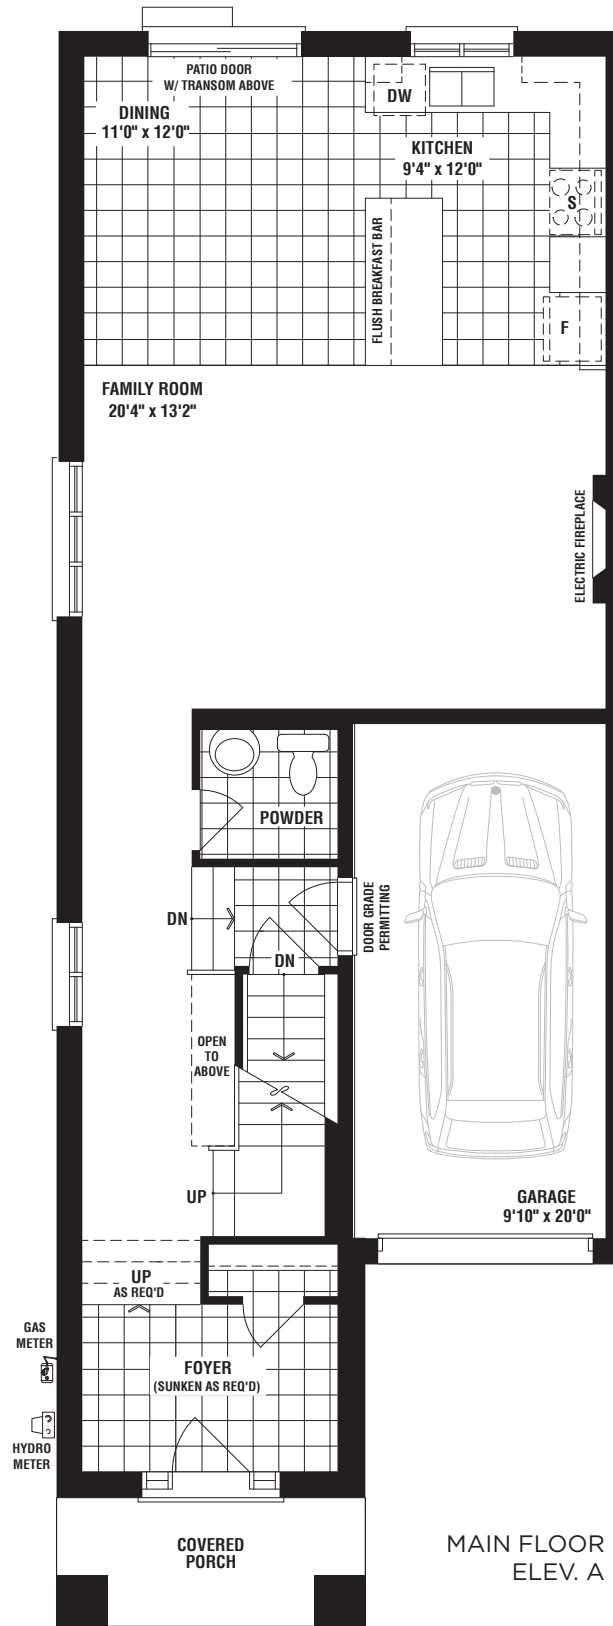 PATIO DOOR
W/ TRANSOM ABOVE
DINING
11'0" x 12'0"
DW
KITCHEN
9'4" x 12'0"
S
FLUSH BREAKFAST BAR
F
FAMILY ROOM
20'4" x 13'2"
ELECTRIC FIREPLACE
POWDER
DN
DOOR GRADE
PERMITTING
DN
OPEN
TO
ABOVE
UP
GARAGE
9'10" x 20'0"
UP
AS REQ'D
GAS
METER
FOYER
(SUNKEN AS REQ'D)
HYDRO
METER
COVERED
PORCH
MAIN FLOOR
ELEV. A